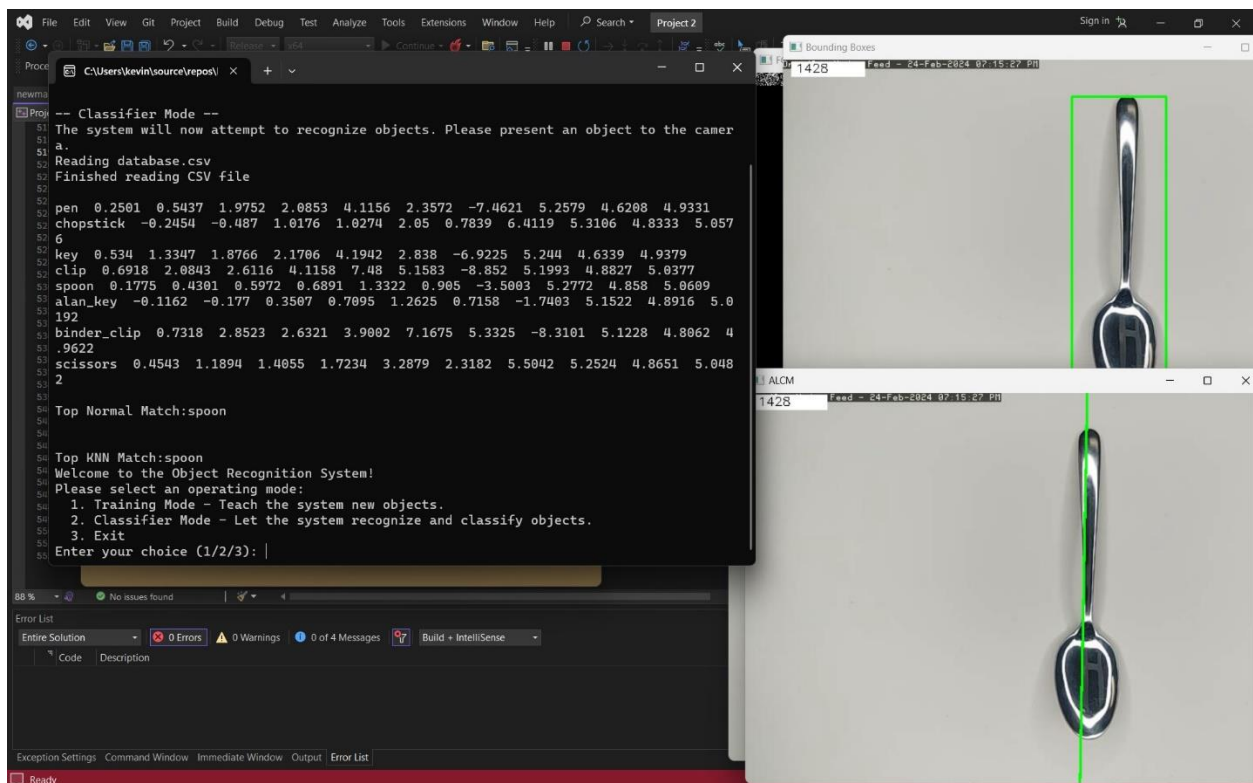 File Edit View Git Project Build Debug Test Analyze Tools Extensions Window Help Search Project 2 Sign in
Release x64 Continue
Proce
C:\Users\kevin\source\repos\
newma
Proj
-- Classifier Mode --
The system will now attempt to recognize objects. Please present an object to the camer
a.
Reading database.csv
Finished reading CSV file
pen 0.2501 0.5437 1.9752 2.0853 4.1156 2.3572 -7.4621 5.2579 4.6208 4.9331
chopstick -0.2454 -0.487 1.0176 1.0274 2.05 0.7839 6.4119 5.3106 4.8333 5.057
6
key 0.534 1.3347 1.8766 2.1706 4.1942 2.838 -6.9225 5.244 4.6339 4.9379
clip 0.6918 2.0843 2.6116 4.1158 7.48 5.1583 -8.852 5.1993 4.8827 5.0377
spoon 0.1775 0.4301 0.5972 0.6891 1.3322 0.905 -3.5003 5.2772 4.858 5.0609
alan_key -0.1162 -0.177 0.3507 0.7095 1.2625 0.7158 -1.7403 5.1522 4.8916 5.0
192
binder_clip 0.7318 2.8523 2.6321 3.9002 7.1675 5.3325 -8.3101 5.1228 4.8062 4
.9622
scissors 0.4543 1.1894 1.4055 1.7234 3.2879 2.3182 5.5042 5.2524 4.8651 5.048
2
Top Normal Match:spoon
Top KNN Match:spoon
Welcome to the Object Recognition System!
Please select an operating mode:
1. Training Mode - Teach the system new objects.
2. Classifier Mode - Let the system recognize and classify objects.
3. Exit
Enter your choice (1/2/3):
Bounding Boxes
1428
Feed - 24-Feb-2024 07:15:27 PM
ALCM
1428
Feed - 24-Feb-2024 07:15:27 PM
88 % No issues found
Error List
Entire Solution 0 Errors 0 Warnings 0 of 4 Messages Build + IntelliSense
Code Description
Exception Settings Command Window Immediate Window Output Error List
Ready